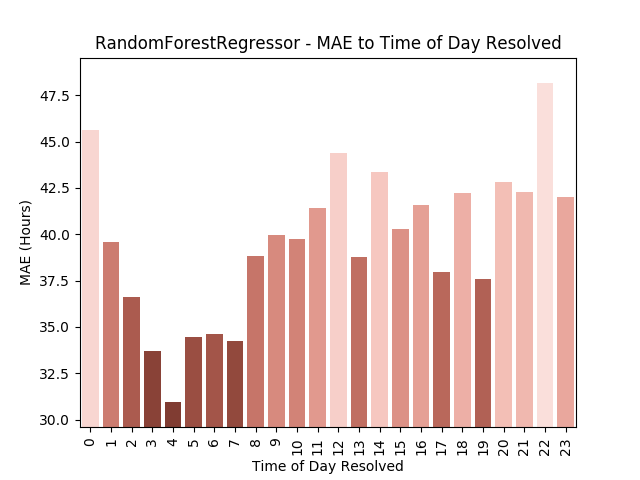 RandomForestRegressor - MAE to Time of Day Resolved
MAE (Hours)
47.5
45.0
42.5
40.0
37.5
35.0
32.5
30.0
0 1 2 3 4 5 6 7 8 9 10 11 12 13 14 15 16 17 18 19 20 21 22 23
Time of Day Resolved